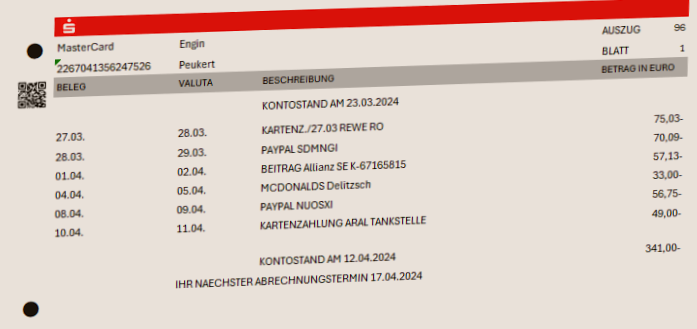 MasterCard Engin AUSZUG 96
2267041356247526 Peukert BLATT 1
BELEG VALUTA BESCHREIBUNG BETRAG IN EURO
KONTOSTAND AM 23.03.2024
27.03. 28.03. KARTENZ./27.03 REWE RO 75,03-
28.03. 29.03. PAYPAL SDMNGI 70,09-
01.04. 02.04. BEITRAG Allianz SE K-67165815 57,13-
04.04. 05.04. MCDONALDS Delitzsch 33,00-
08.04. 09.04. PAYPAL NUOSXI 56,75-
10.04. 11.04. KARTENZAHLUNG ARAL TANKSTELLE 49,00-
KONTOSTAND AM 12.04.2024 341,00-
IHR NAECHSTER ABRECHNUNGSTERMIN 17.04.2024